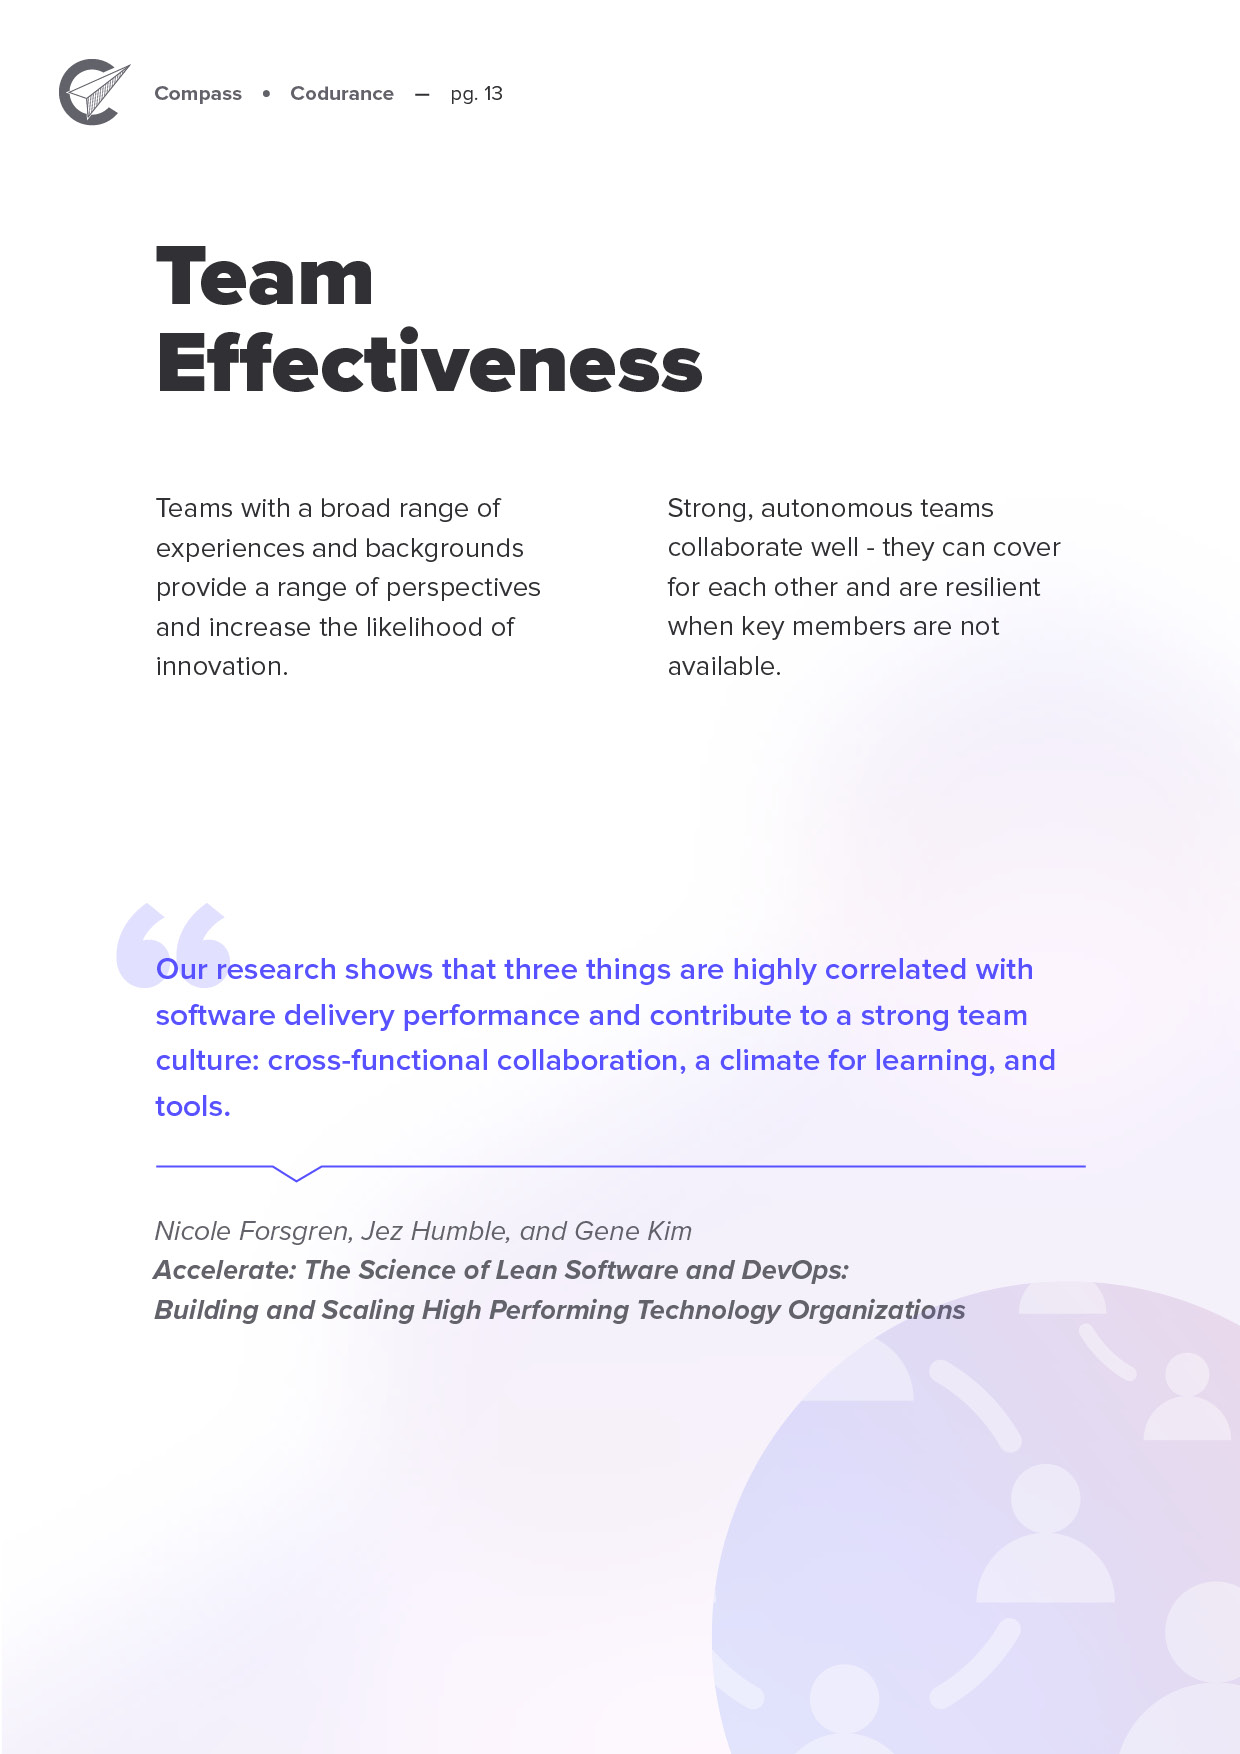 Compass • Codurance – pg. 13
Team
Effectiveness
Teams with a broad range of
experiences and backgrounds
provide a range of perspectives
and increase the likelihood of
innovation.
Strong, autonomous teams
collaborate well - they can cover
for each other and are resilient
when key members are not
available.
“
Our research shows that three things are highly correlated with
software delivery performance and contribute to a strong team
culture: cross-functional collaboration, a climate for learning, and
tools.
Nicole Forsgren, Jez Humble, and Gene Kim
Accelerate: The Science of Lean Software and DevOps:
Building and Scaling High Performing Technology Organizations